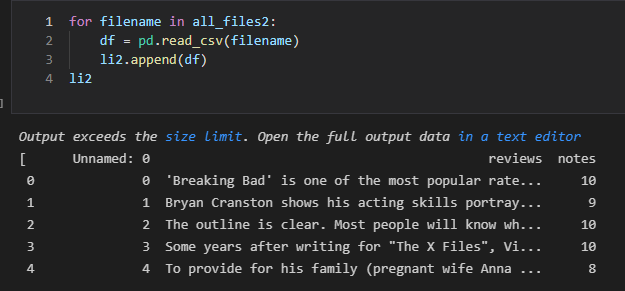 1 for filename in all_files2:
2 df = pd.read_csv(filename)
3 li2.append(df)
4 li2
]
Output exceeds the size limit. Open the full output data in a text editor
[ Unnamed: 0 reviews notes
0 0 'Breaking Bad' is one of the most popular rate... 10
1 1 Bryan Cranston shows his acting skills portray... 9
2 2 The outline is clear. Most people will know wh... 10
3 3 Some years after writing for "The X Files", Vi... 10
4 4 To provide for his family (pregnant wife Anna ... 8